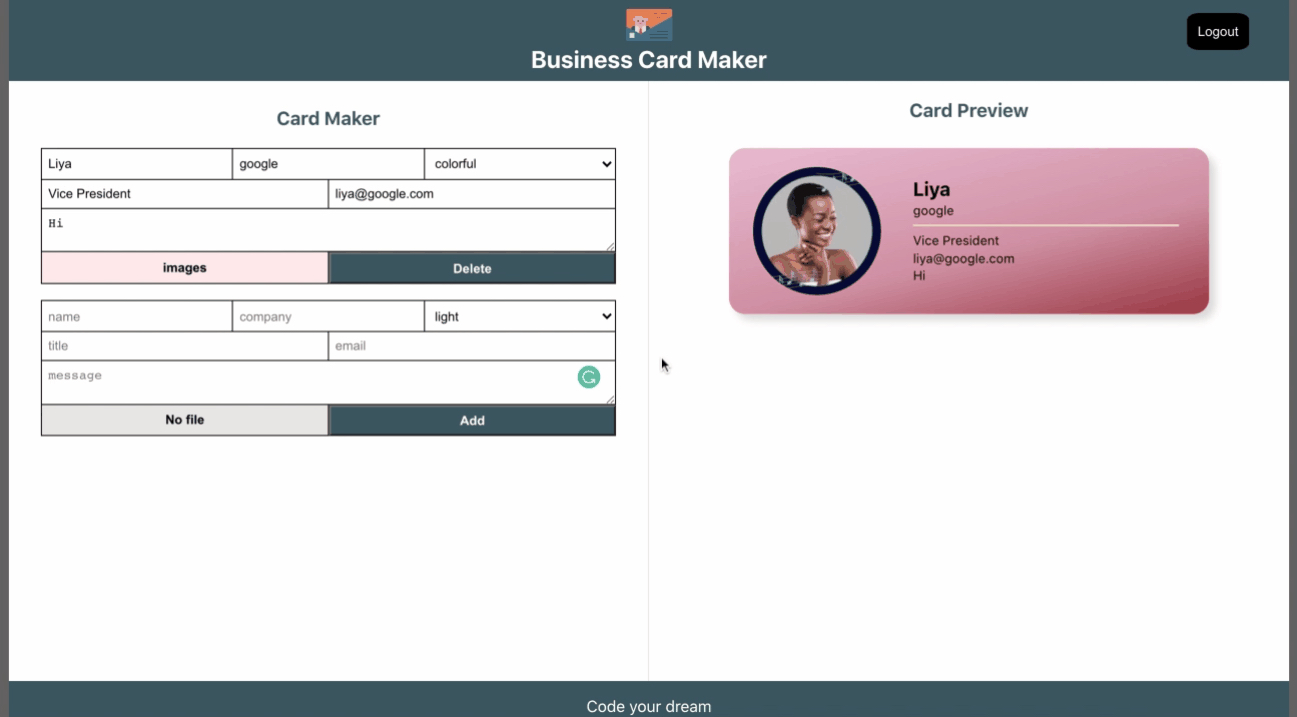 Logout
Business Card Maker
Card Maker
Liya google colorful
Vice President liya@google.com
Hi
images Delete
name company light
title email
message
No file Add
Card Preview
Liya
google
Vice President
liya@google.com
Hi
Code your dream